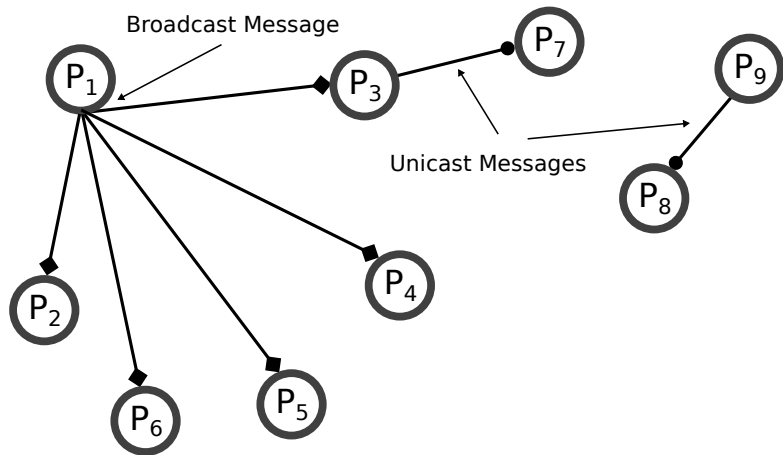 Broadcast Message
P₁
P₃
P₇
P₉
Unicast Messages
P₈
P₄
P₂
P₆
P₅